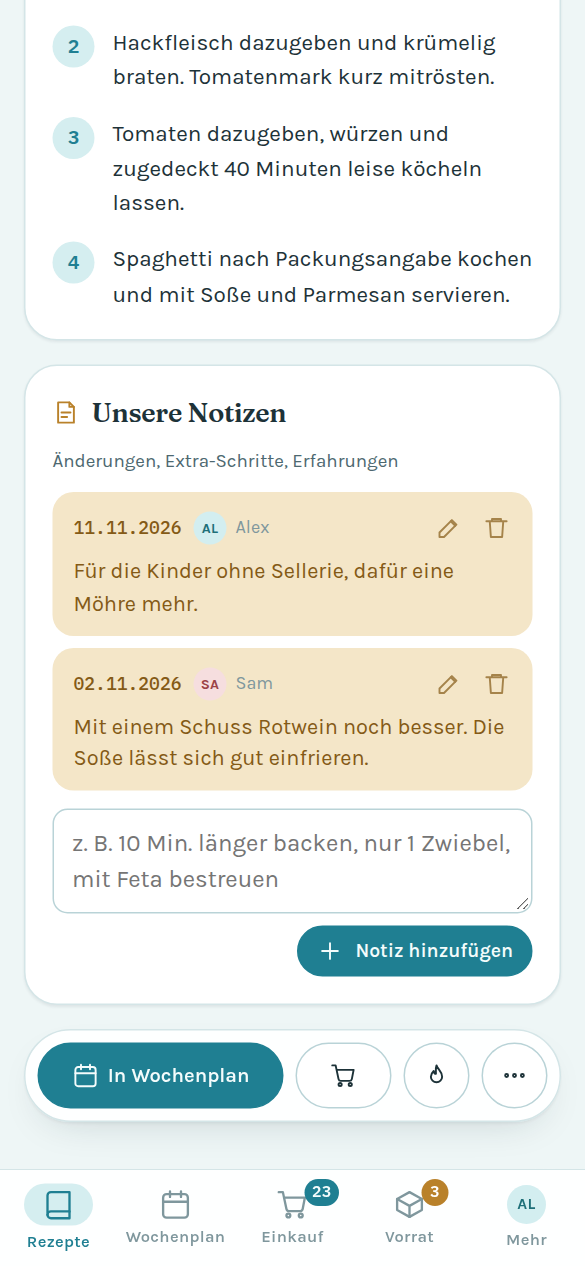 2 Hackfleisch dazugeben und krümelig
braten. Tomatenmark kurz mitrösten.
3 Tomaten dazugeben, würzen und
zugedeckt 40 Minuten leise köcheln
lassen.
4 Spaghetti nach Packungsangabe kochen
und mit Soße und Parmesan servieren.
Unsere Notizen
Änderungen, Extra-Schritte, Erfahrungen
11.11.2026 AL Alex
Für die Kinder ohne Sellerie, dafür eine
Möhre mehr.
02.11.2026 SA Sam
Mit einem Schuss Rotwein noch besser. Die
Soße lässt sich gut einfrieren.
z. B. 10 Min. länger backen, nur 1 Zwiebel,
mit Feta bestreuen
Notiz hinzufügen
In Wochenplan
23 3 AL
Rezepte Wochenplan Einkauf Vorrat Mehr